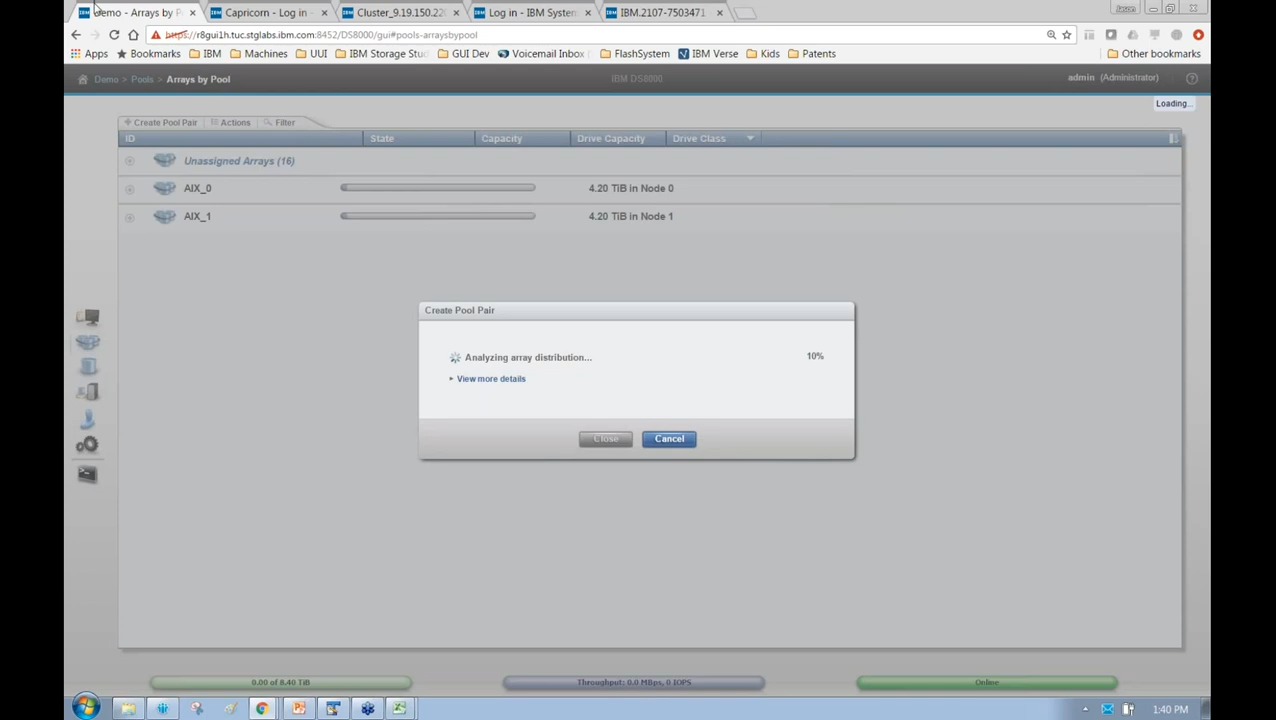 Demo - Arrays by P
Capricorn - Log in -
Cluster_9.19.150.22
Log in - IBM System
IBM.2107-7503471
Jason
https://r8gui1h.tuc.stglabs.ibm.com:8452/DS8000/gui#pools-arraysbypool
Apps Bookmarks IBM Machines UUI IBM Storage Stud GUI Dev Voicemail Inbox FlashSystem IBM Verse Kids Patents Other bookmarks
Demo > Pools > Arrays by Pool
IBM DS8000
admin (Administrator)
Loading...
Create Pool Pair Actions Filter
ID State Capacity Drive Capacity Drive Class
Unassigned Arrays (16)
AIX_0 4.20 TiB in Node 0
AIX_1 4.20 TiB in Node 1
Create Pool Pair
Analyzing array distribution... 10%
View more details
Close Cancel
0.00 of 8.40 TiB Throughput: 0.0 MBps, 0 IOPS Online
1:40 PM